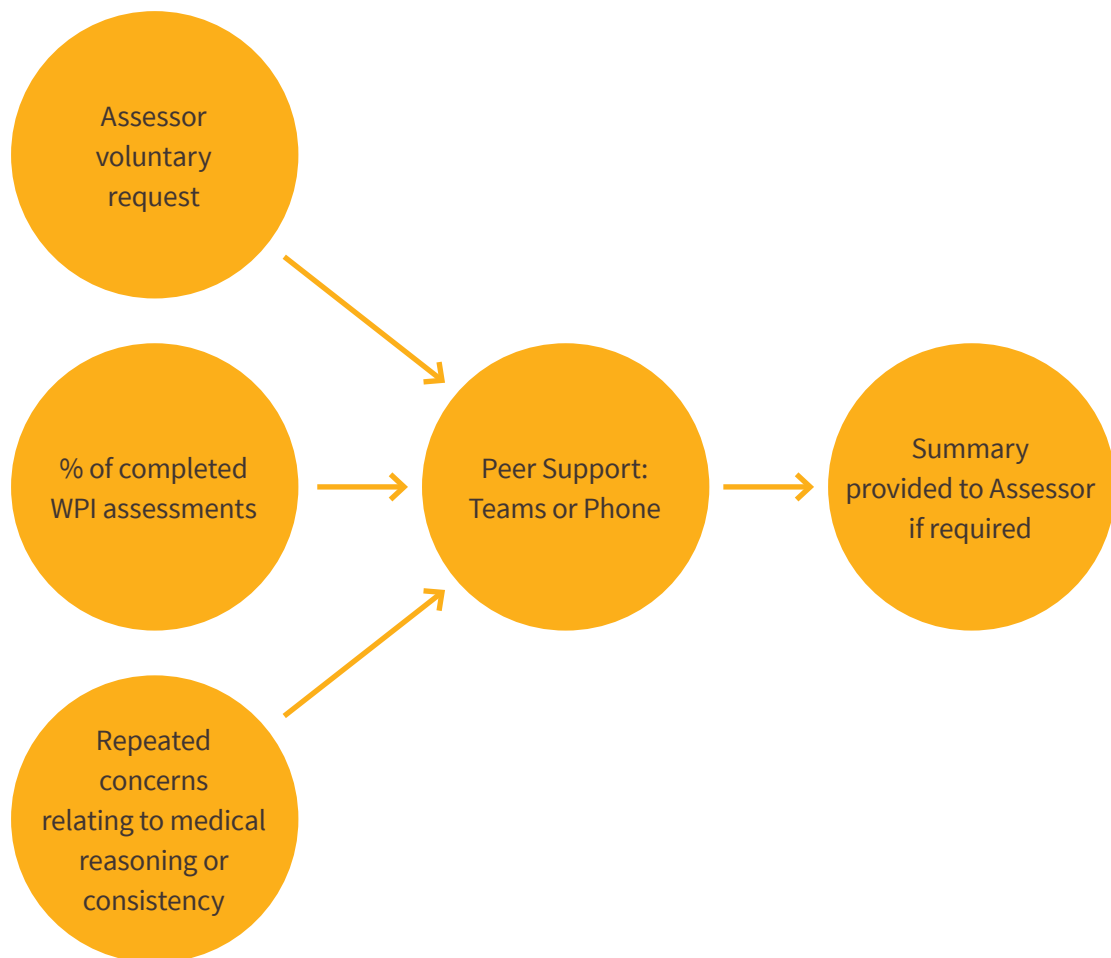 Assessor
voluntary
request
% of completed
WPI assessments
Repeated
concerns
relating to medical
reasoning or
consistency
Peer Support:
Teams or Phone
Summary
provided to Assessor
if required